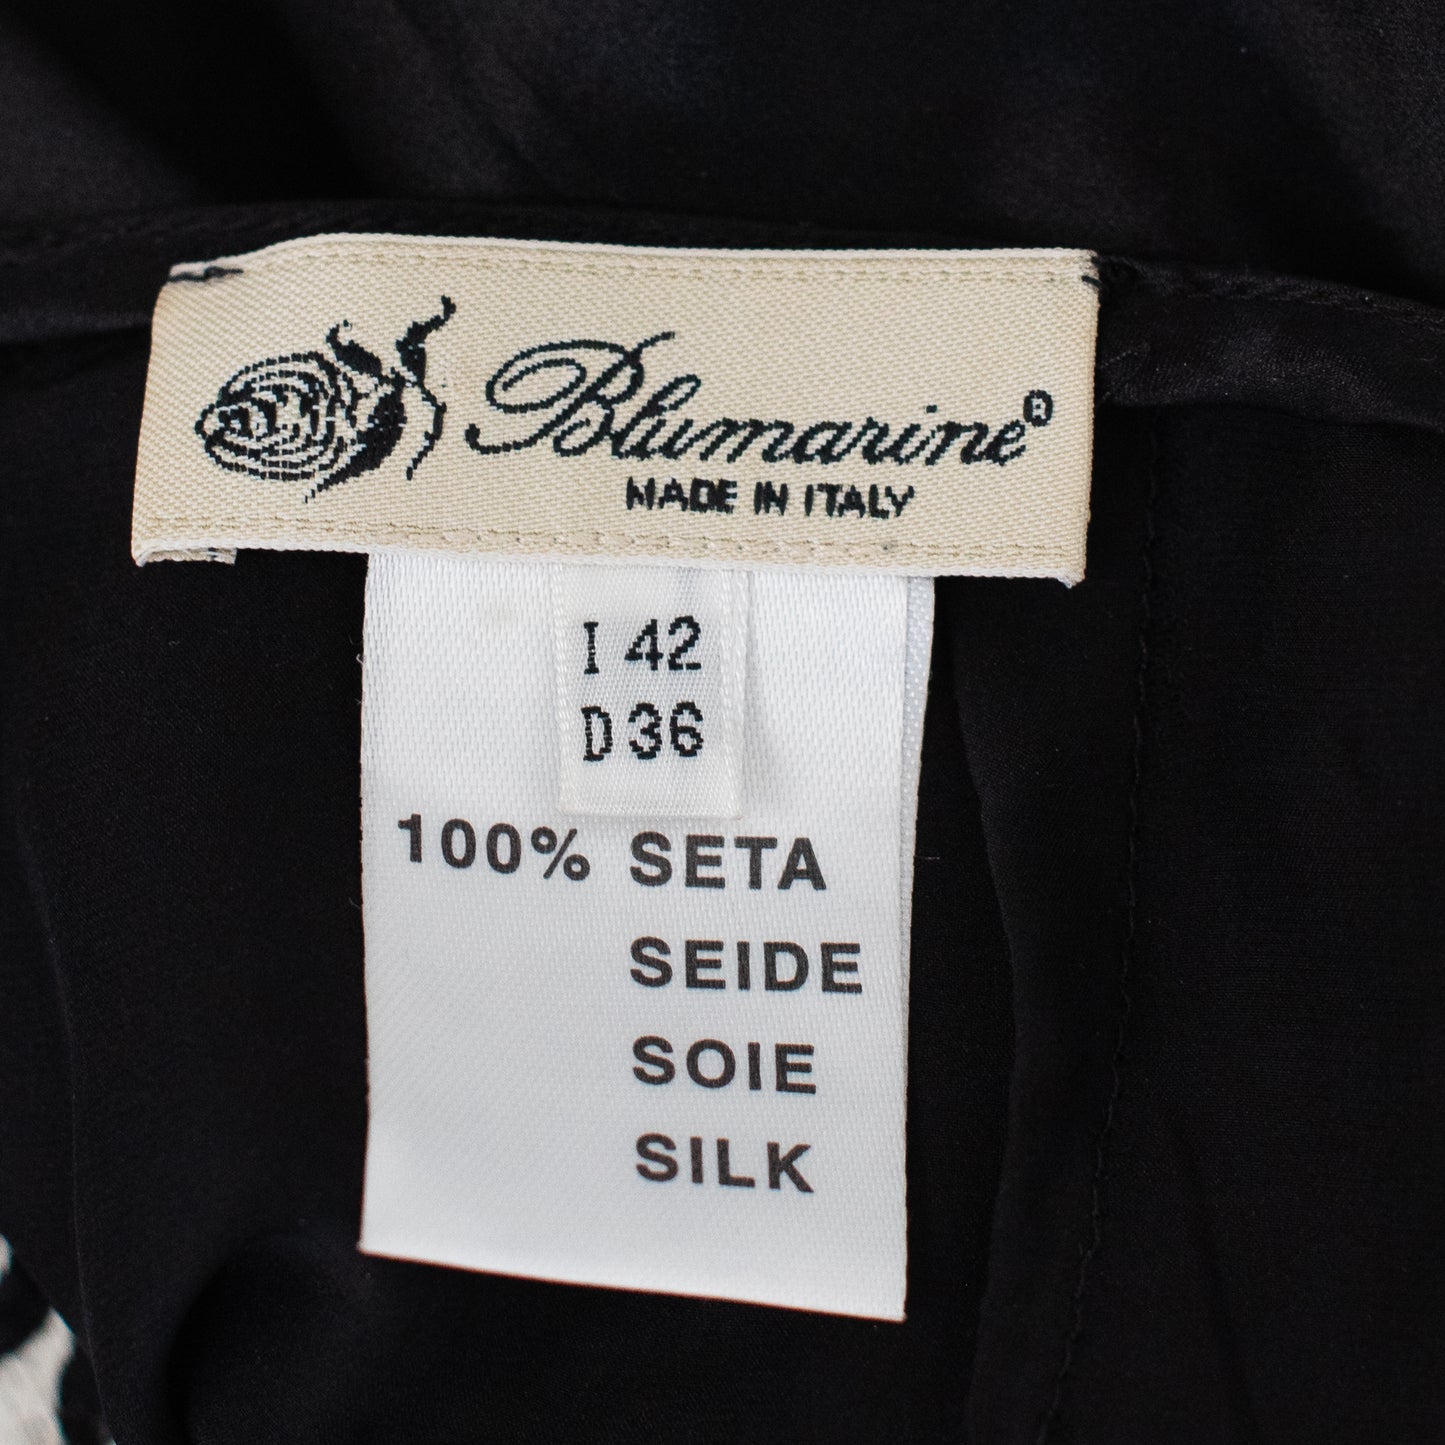 Blumarine®
MADE IN ITALY
I 42
D 36
100% SETA
SEIDE
SOIE
SILK